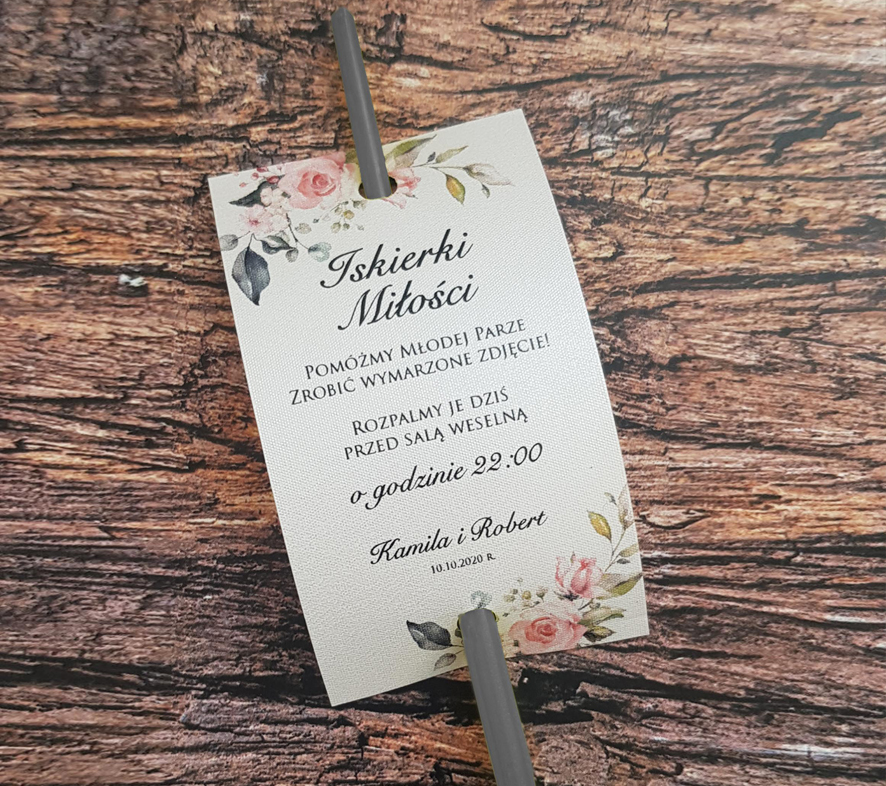 Iskierki
Miłości
Pomóżmy Młodej Parze
Zrobić wymarzone zdjęcie!
Rozpalmy je dziś
przed salą weselną
o godzinie 22:00
Kamila i Robert
10.10.2020 r.